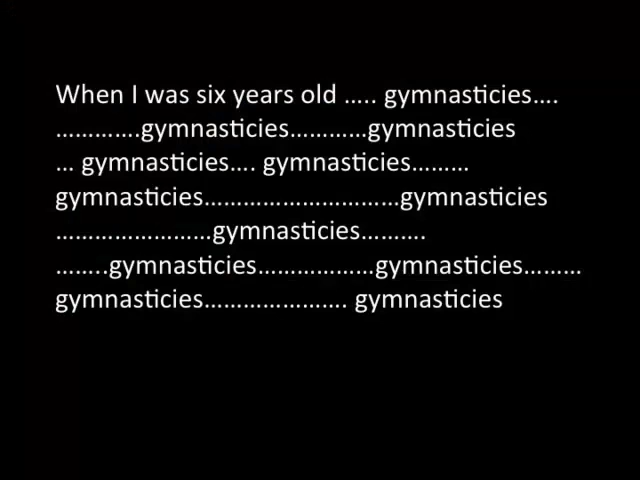 When I was six years old ..... gymnasticies....
.............gymnasticies............gymnasticies
... gymnasticies.... gymnasticies.........
gymnasticies..............................gymnasticies
........................gymnasticies..........
........gymnasticies..................gymnasticies.........
gymnasticies...................... gymnasticies